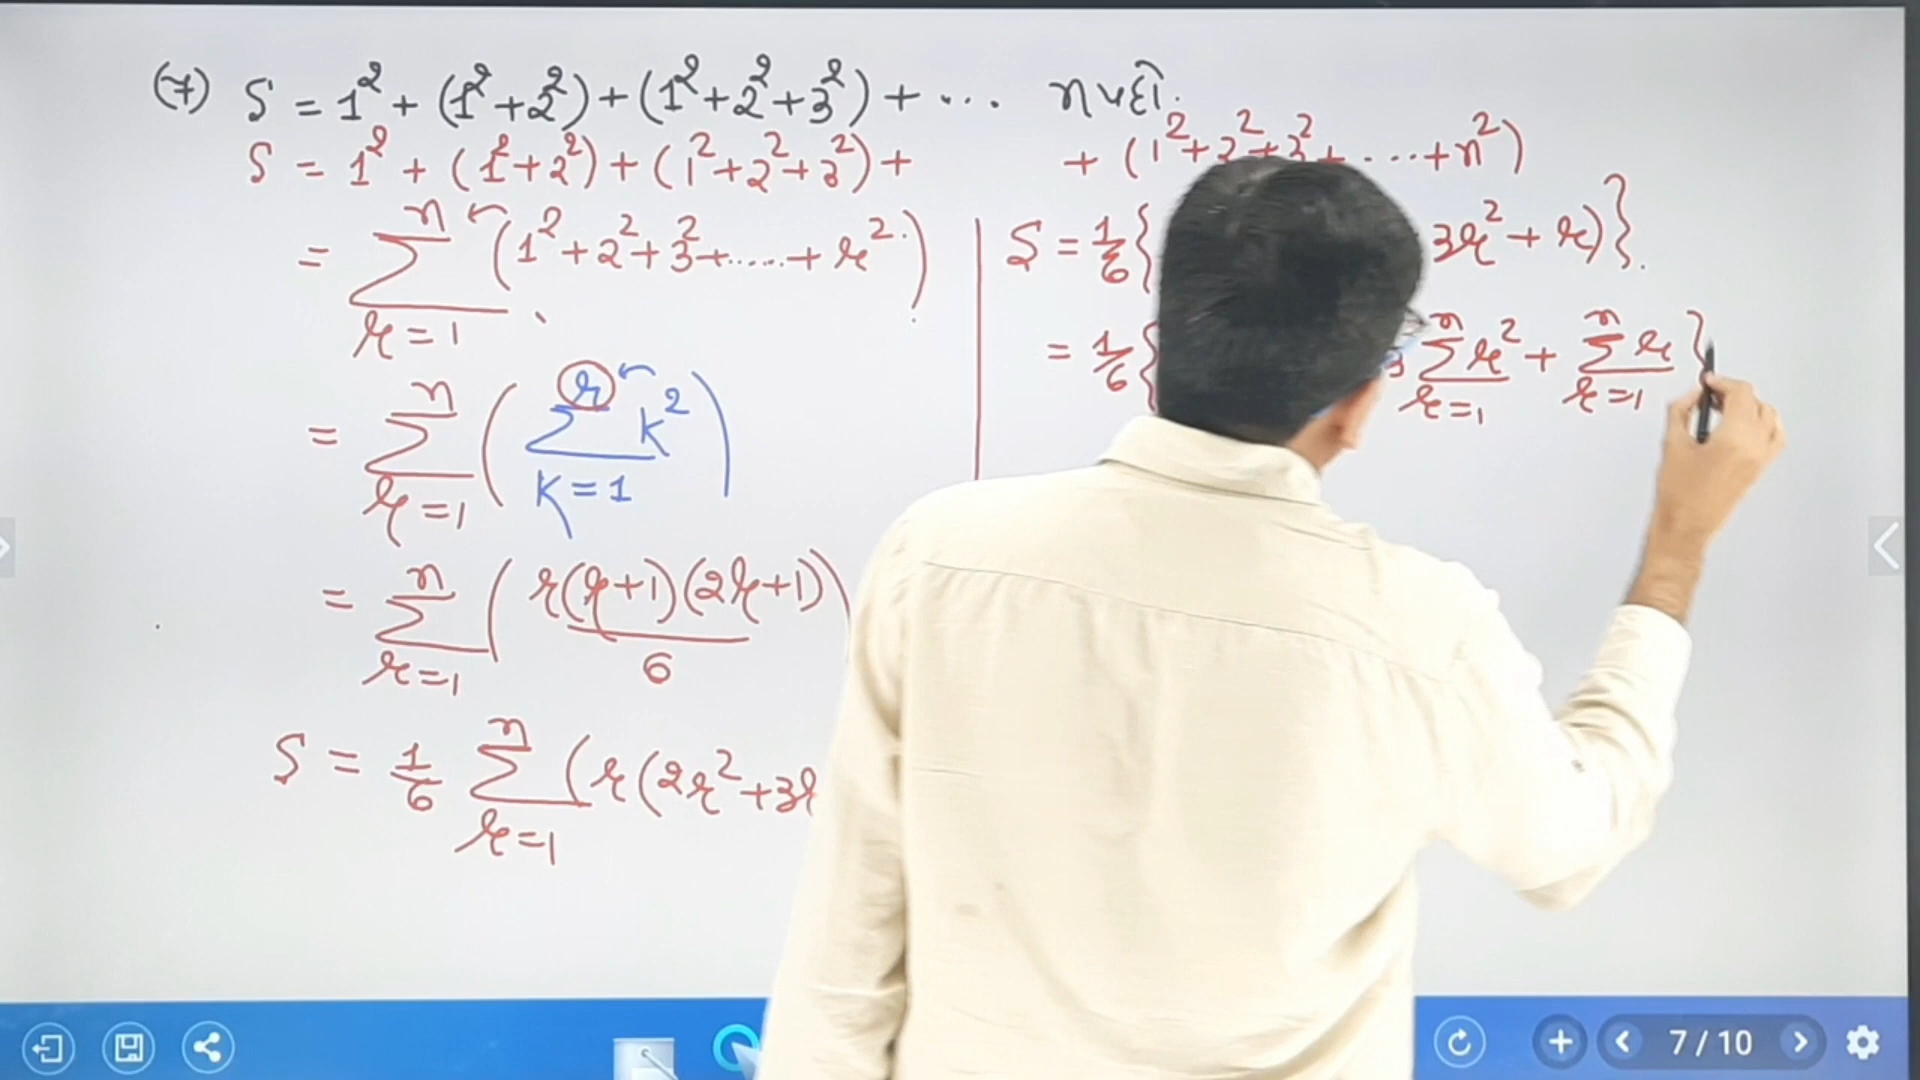 (7) S = 1² + (1² + 2²) + (1² + 2² + 3²) + ... n पदों.
S = 1² + (1² + 2²) + (1² + 2² + 3²) + + (1² + 2² + 3² + ... + n²)
= Σ_{r=1}^{n} (1² + 2² + 3² + ..... + r²)
= Σ_{r=1}^{n} ( Σ_{K=1}^{r} K² )
= Σ_{r=1}^{n} ( r(r+1)(2r+1) / 6
S = 1/6 Σ_{r=1}^{n} (r(2r² + 3r
S = 1/6 { 3r² + r)}.
= 1/6 { 3 Σ_{r=1}^{n} r² + Σ_{r=1}^{n} r }
7 / 10